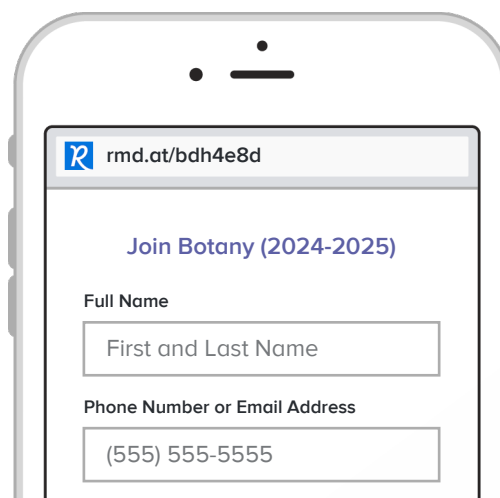 rmd.at/bdh4e8d
Join Botany (2024-2025)
Full Name
First and Last Name
Phone Number or Email Address
(555) 555-5555